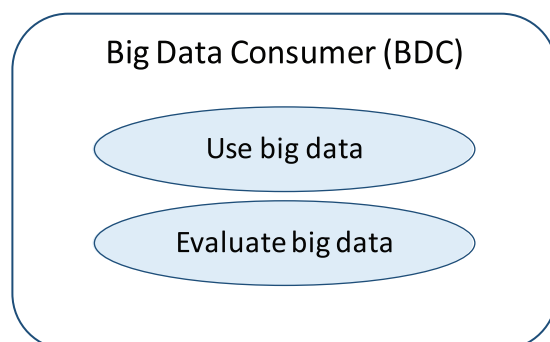 Big Data Consumer (BDC)
Use big data
Evaluate big data